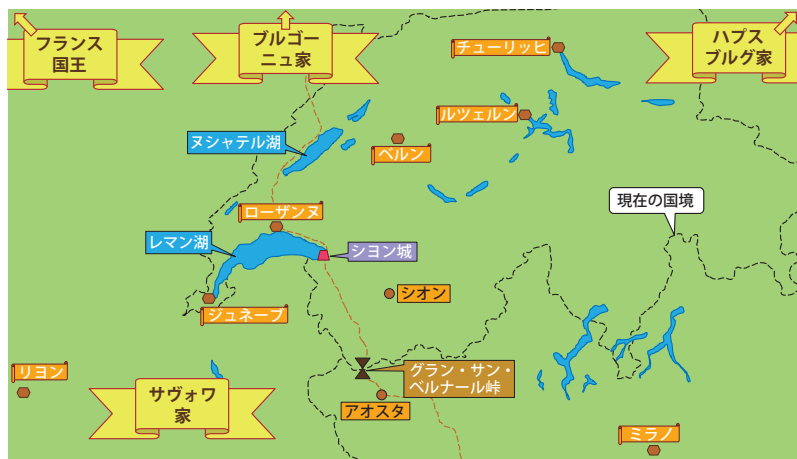 フランス
国王
ブルゴー
ニュ家
チューリッヒ
ハプス
ブルグ家
ルツェルン
ヌシャテル湖
ベルン
現在の国境
ローザンヌ
レマン湖
シヨン城
シオン
ジュネーブ
リヨン
グラン・サン・
ベルナール峠
サヴォワ
家
アオスタ
ミラノ